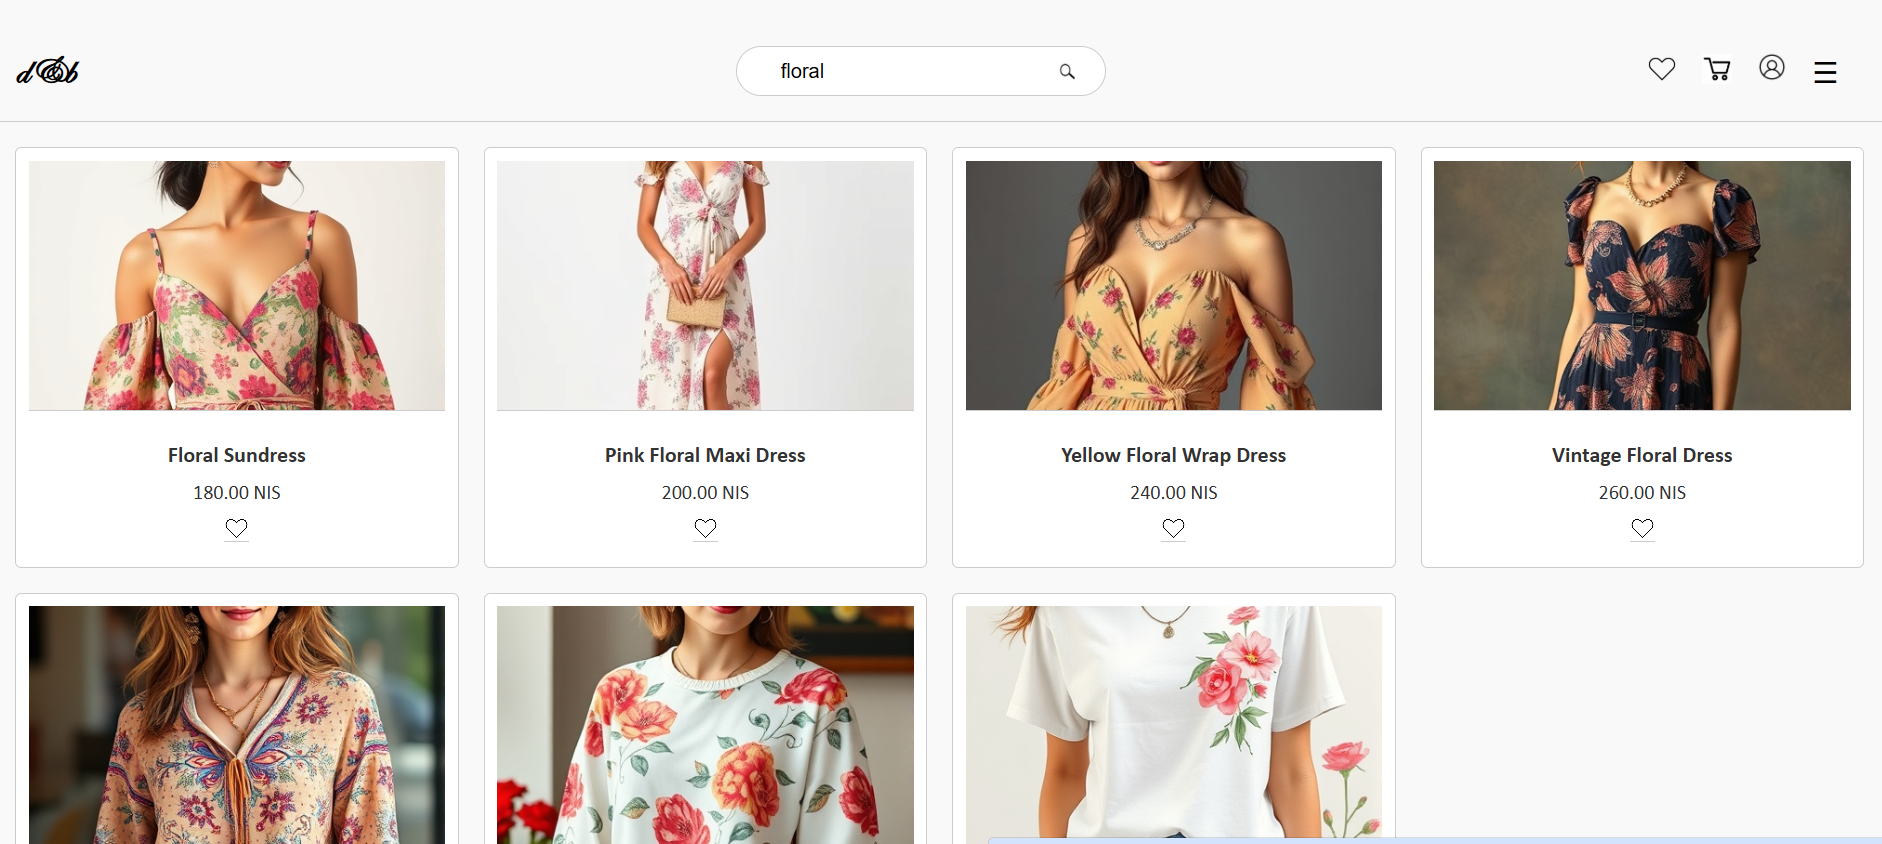 d&b
floral
Floral Sundress
180.00 NIS
Pink Floral Maxi Dress
200.00 NIS
Yellow Floral Wrap Dress
240.00 NIS
Vintage Floral Dress
260.00 NIS